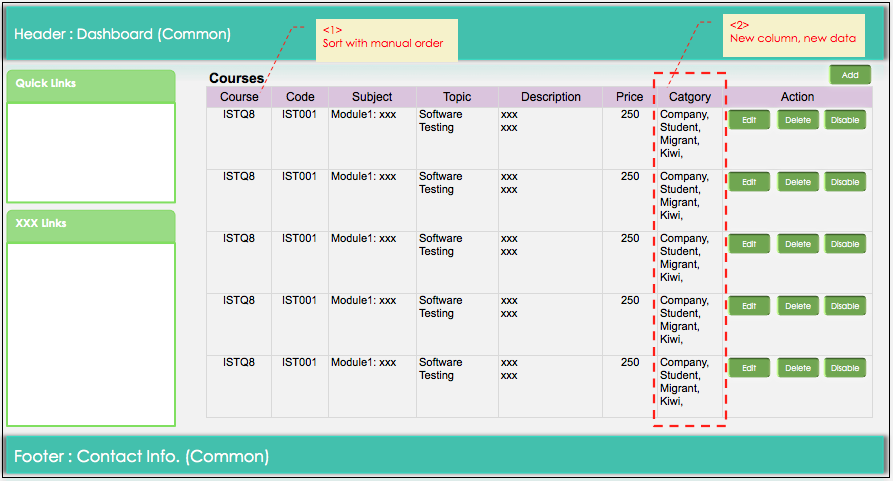 Header : Dashboard (Common)
<1>
Sort with manual order
<2>
New column, new data
Quick Links
XXX Links
Courses
Add
Course Code Subject Topic Description Price Catgory Action
ISTQ8 IST001 Module1: xxx Software xxx 250 Company, Edit Delete Disable
Testing xxx Student,
Migrant,
Kiwi,
ISTQ8 IST001 Module1: xxx Software xxx 250 Company, Edit Delete Disable
Testing xxx Student,
Migrant,
Kiwi,
ISTQ8 IST001 Module1: xxx Software xxx 250 Company, Edit Delete Disable
Testing xxx Student,
Migrant,
Kiwi,
ISTQ8 IST001 Module1: xxx Software xxx 250 Company, Edit Delete Disable
Testing xxx Student,
Migrant,
Kiwi,
ISTQ8 IST001 Module1: xxx Software xxx 250 Company, Edit Delete Disable
Testing xxx Student,
Migrant,
Kiwi,
Footer : Contact Info. (Common)